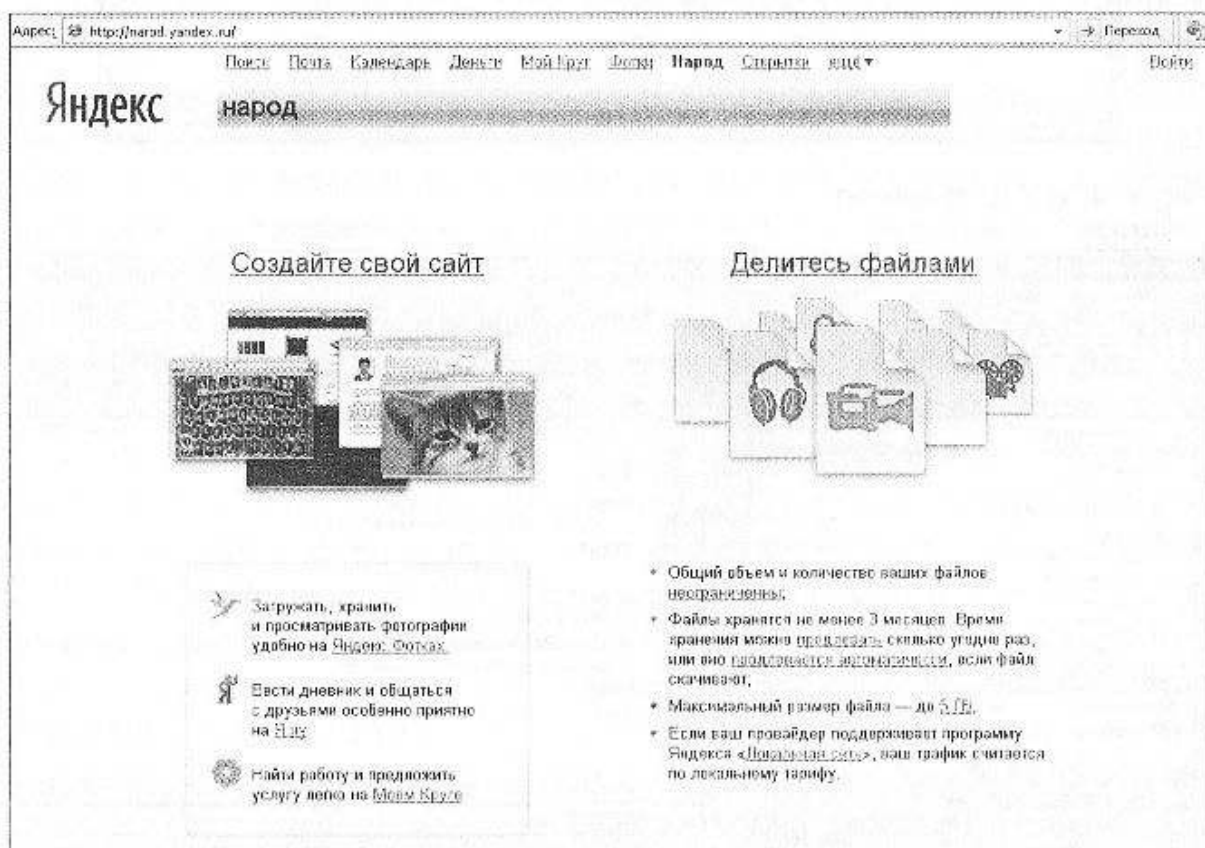 Адрес: http://narod.yandex.ru/ Переход
Поиск Почта Календарь Деньги Мой Круг Фотки Народ Открытки ещё Войти
Яндекс народ
Создайте свой сайт
Делитесь файлами
Загружать, хранить
и просматривать фотографии
удобно на Яндекс.Фотках
Вести дневник и общаться
с друзьями особенно приятно
на Я.ру
Найти работу и предложить
услугу легко на Моем Круге
Общий объем и количество ваших файлов
неограниченны;
Файлы хранятся не менее 3 месяцев. Время
хранения можно продлевать сколько угодно раз,
или оно продлевается автоматически, если файл
скачивают;
Максимальный размер файла — до 5 ГБ;
Если ваш провайдер поддерживает программу
Яндекса «Локальная сеть», ваш трафик считается
по локальному тарифу.